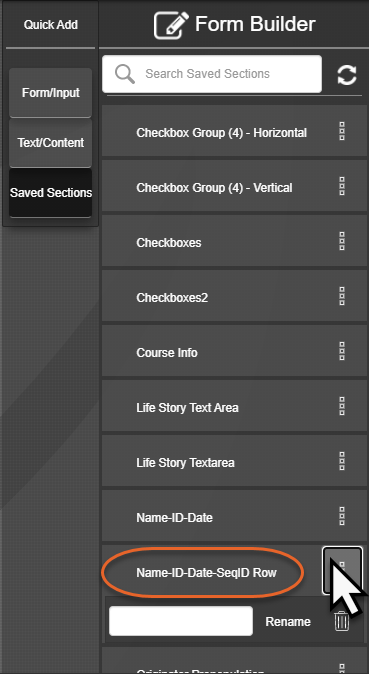 Quick Add
Form Builder
Search Saved Sections
Form/Input
Text/Content
Saved Sections
Checkbox Group (4) - Horizontal
Checkbox Group (4) - Vertical
Checkboxes
Checkboxes2
Course Info
Life Story Text Area
Life Story Textarea
Name-ID-Date
Name-ID-Date-SeqID Row
Rename